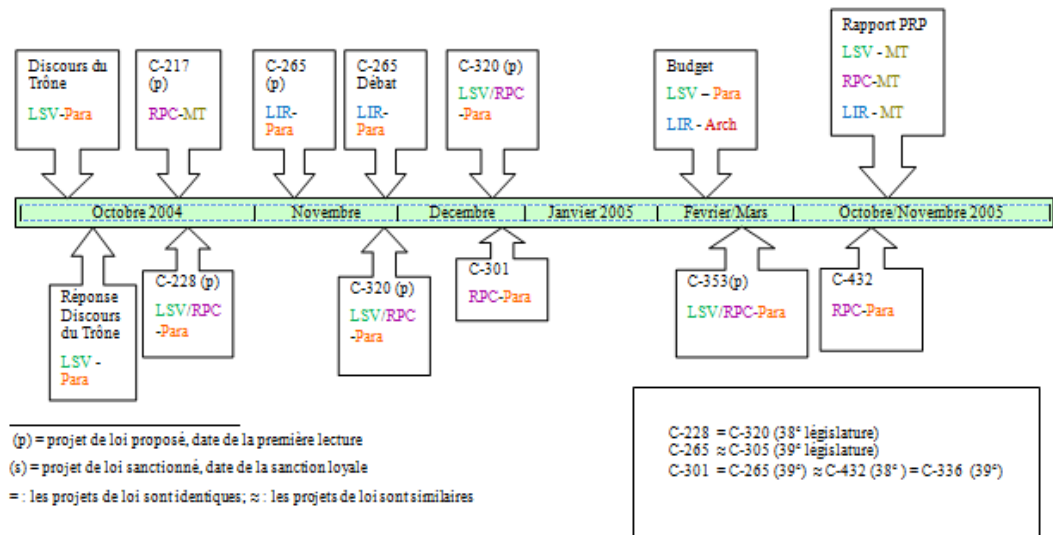 Discours du
Trône
LSV-Para
C-217
(p)
RPC-MT
C-265
(p)
LIR-
Para
C-265
Débat
LIR-
Para
C-320 (p)
LSV/RPC
-Para
Budget
LSV – Para
LIR - Arch
Rapport PRP
LSV - MT
RPC-MT
LIR - MT
Octobre 2004
Novembre
Decembre
Janvier 2005
Fevrier/Mars
Octobre/Novembre 2005
Réponse
Discours
du Trône
LSV -
Para
C-228 (p)
LSV/RPC
-Para
C-320 (p)
LSV/RPC
-Para
C-301
RPC-Para
C-353(p)
LSV/RPC-Para
C-432
RPC-Para
(p) = projet de loi proposé, date de la première lecture
(s) = projet de loi sanctionné, date de la sanction loyale
= : les projets de loi sont identiques; ≈ : les projets de loi sont similaires
C-228 = C-320 (38ᵉ législature)
C-265 ≈ C-305 (39ᵉ législature)
C-301 = C-265 (39ᵉ) ≈ C-432 (38ᵉ) = C-336 (39ᵉ)